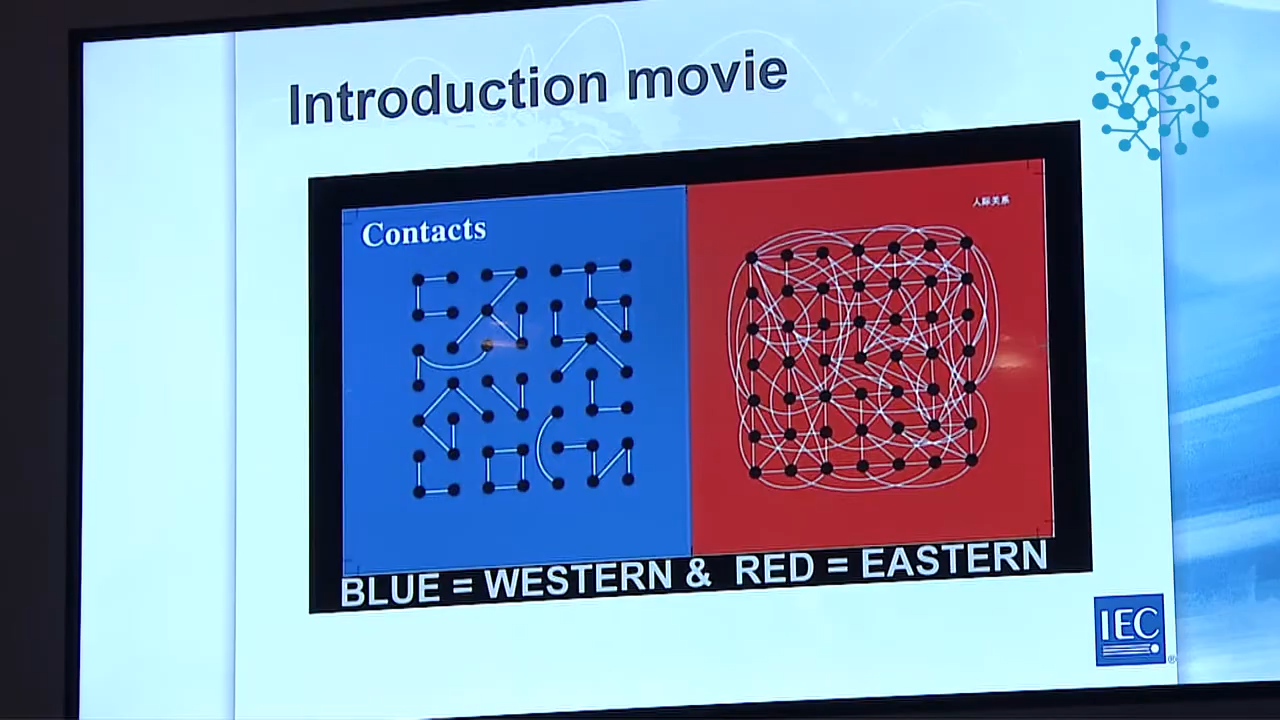 Introduction movie
Contacts
人际关系
BLUE = WESTERN & RED = EASTERN
IEC
®